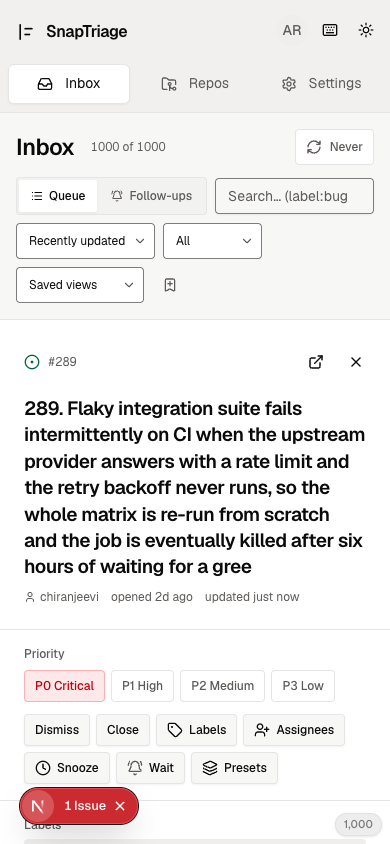 SnapTriage
AR
Inbox
Repos
Settings
Inbox
1000 of 1000
Never
Queue
Follow-ups
Search... (label:bug
Recently updated
All
Saved views
#289
289. Flaky integration suite fails
intermittently on CI when the upstream
provider answers with a rate limit and
the retry backoff never runs, so the
whole matrix is re-run from scratch
and the job is eventually killed after six
hours of waiting for a gree
chiranjeevi opened 2d ago updated just now
Priority
P0 Critical
P1 High
P2 Medium
P3 Low
Dismiss
Close
Labels
Assignees
Snooze
Wait
Presets
N
1 Issue
Labels
1,000